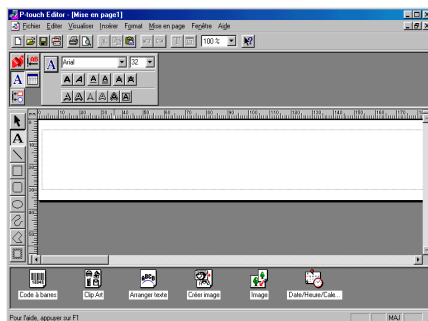 P-touch Editor - [Mise en page1]
Fichier Editer Visualiser Insérer Format Mise en page Fenêtre Aide
100 %
Arial 32
A A A A A A
A A A A A A
Code à barres Clip Art Arranger texte Créer image Image Date/Heure/Cale...
Pour l'aide, appuyer sur F1 MAJ